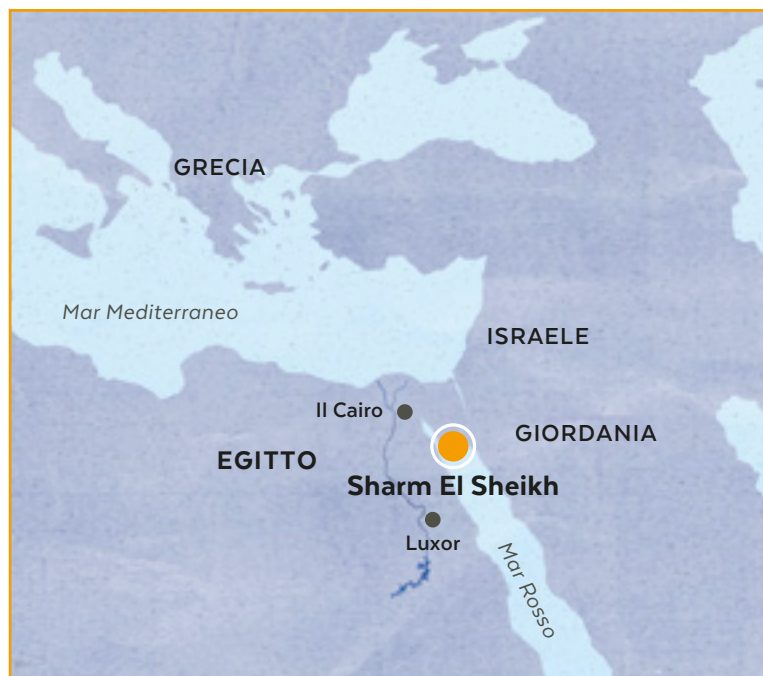 GRECIA
Mar Mediterraneo
ISRAELE
Il Cairo
GIORDANIA
EGITTO
Sharm El Sheikh
Luxor
Mar Rosso